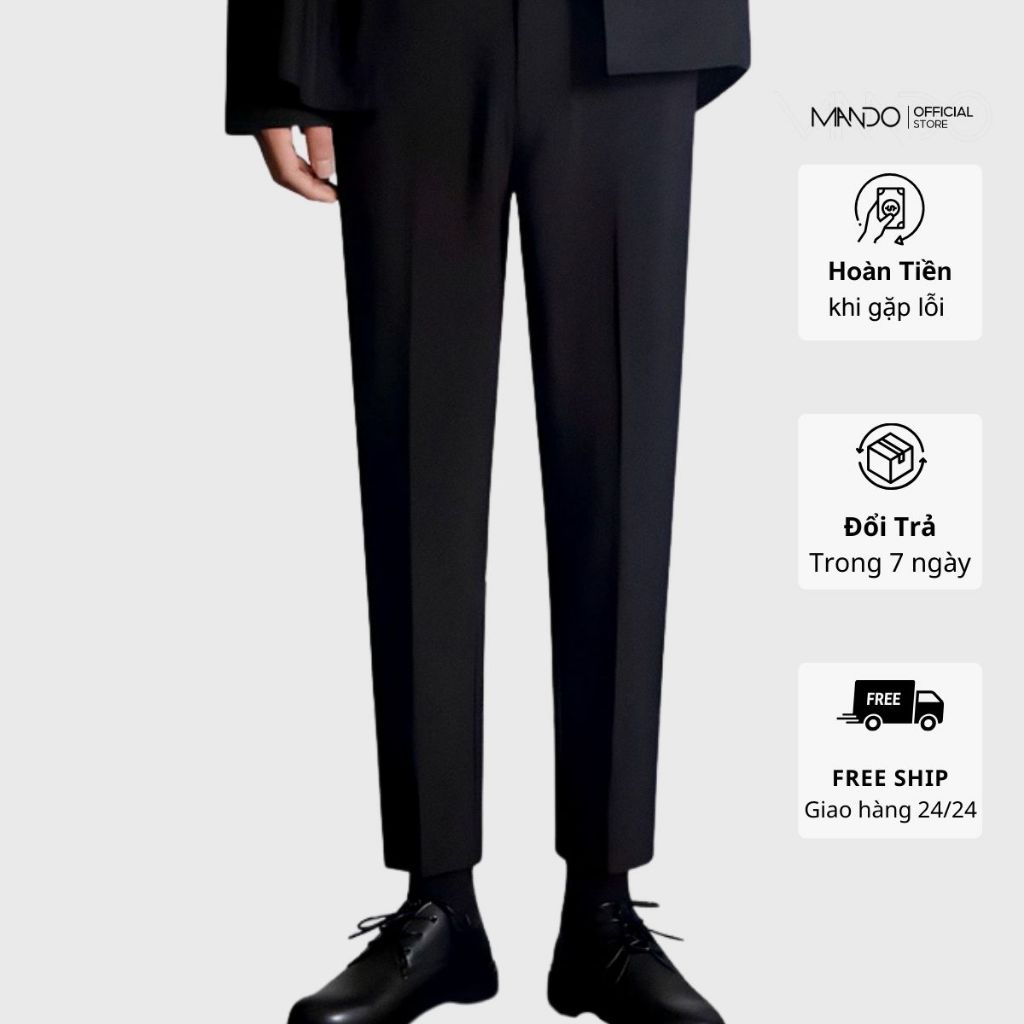 MANDO
OFFICIAL
STORE
Hoàn Tiền
khi gặp lỗi
Đổi Trả
Trong 7 ngày
FREE
FREE SHIP
Giao hàng 24/24